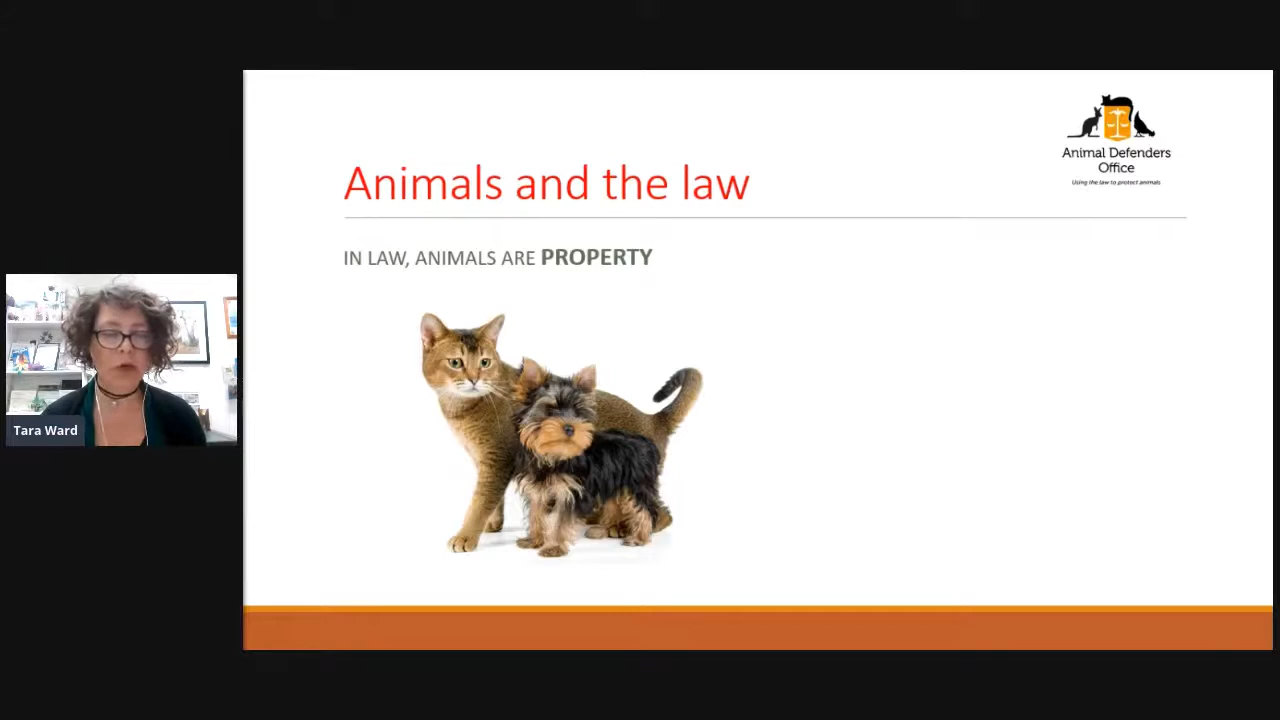 Animal Defenders
Office
Using the law to protect animals
Animals and the law
IN LAW, ANIMALS ARE PROPERTY
Tara Ward